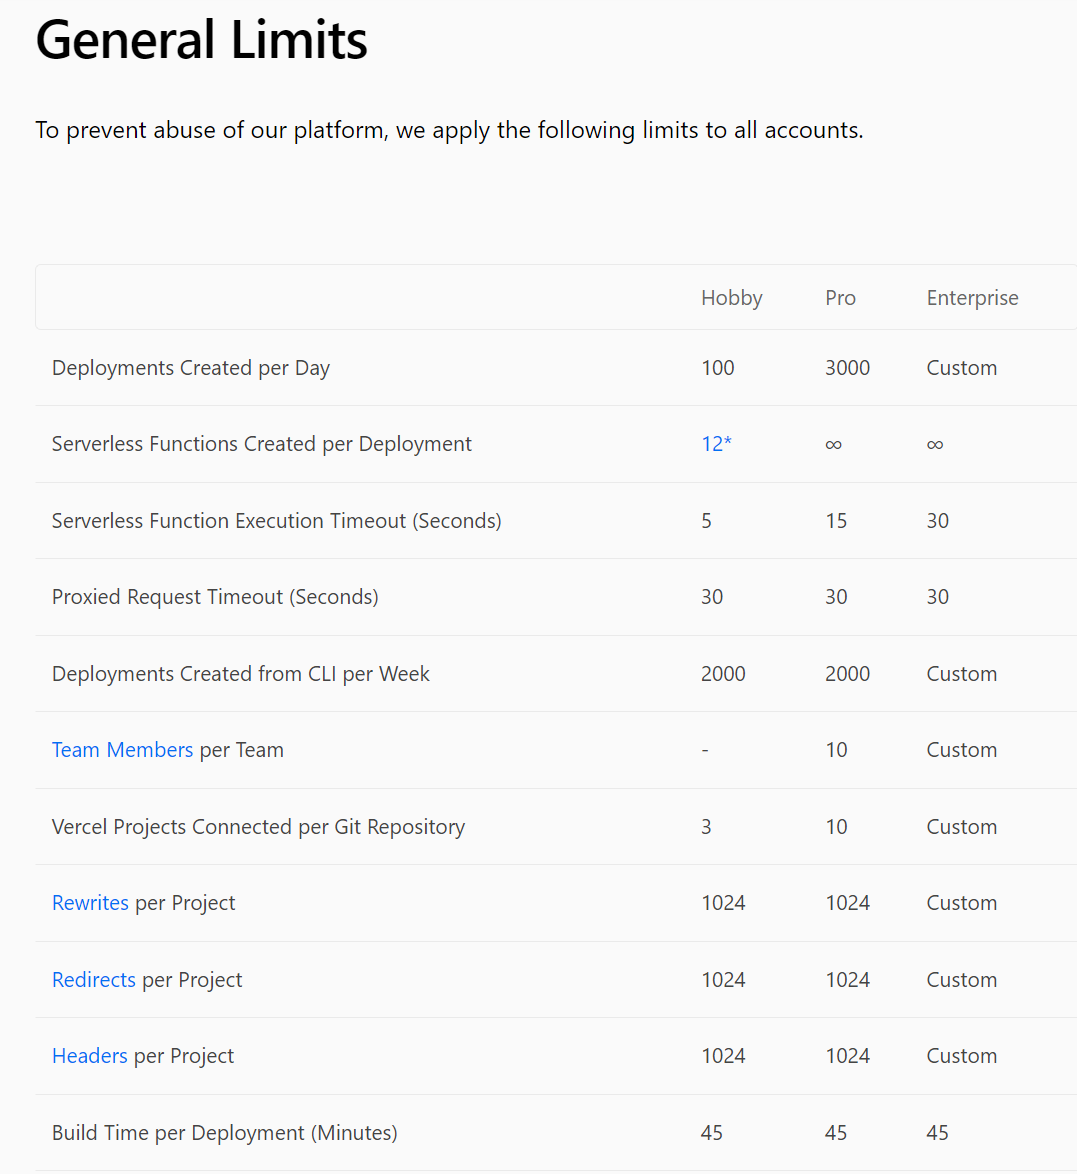 General Limits
To prevent abuse of our platform, we apply the following limits to all accounts.
Hobby Pro Enterprise
Deployments Created per Day 100 3000 Custom
Serverless Functions Created per Deployment 12* ∞ ∞
Serverless Function Execution Timeout (Seconds) 5 15 30
Proxied Request Timeout (Seconds) 30 30 30
Deployments Created from CLI per Week 2000 2000 Custom
Team Members per Team - 10 Custom
Vercel Projects Connected per Git Repository 3 10 Custom
Rewrites per Project 1024 1024 Custom
Redirects per Project 1024 1024 Custom
Headers per Project 1024 1024 Custom
Build Time per Deployment (Minutes) 45 45 45